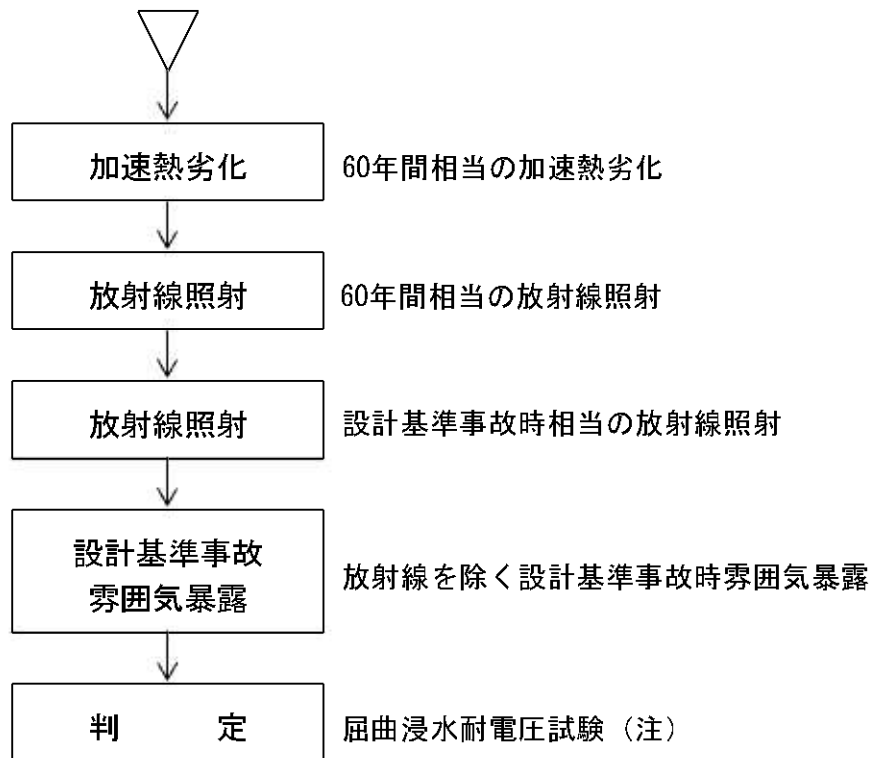 加速熱劣化 60年間相当の加速熱劣化
放射線照射 60年間相当の放射線照射
放射線照射 設計基準事故時相当の放射線照射
設計基準事故
雰囲気暴露
放射線を除く設計基準事故時雰囲気暴露
判 定 屈曲浸水耐電圧試験（注）